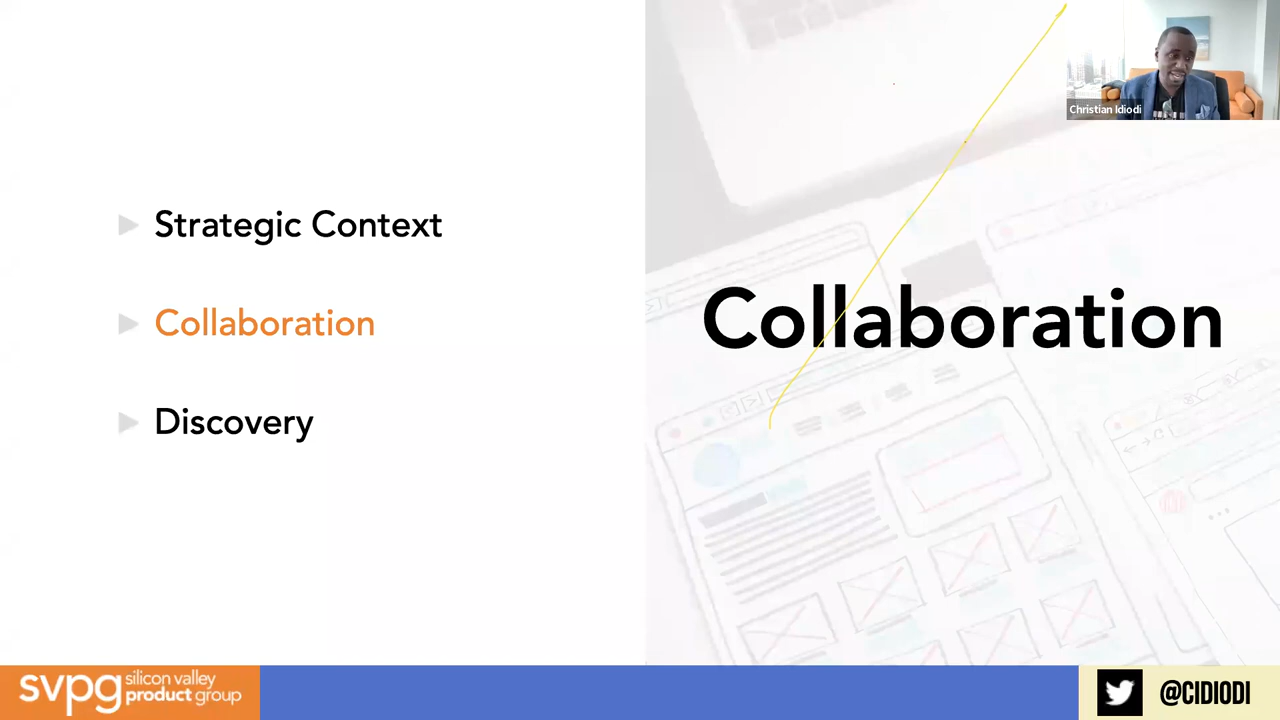 Christian Idiodi
Strategic Context
Collaboration
Discovery
Collaboration
svpg silicon valley
product group
@CIDIODI